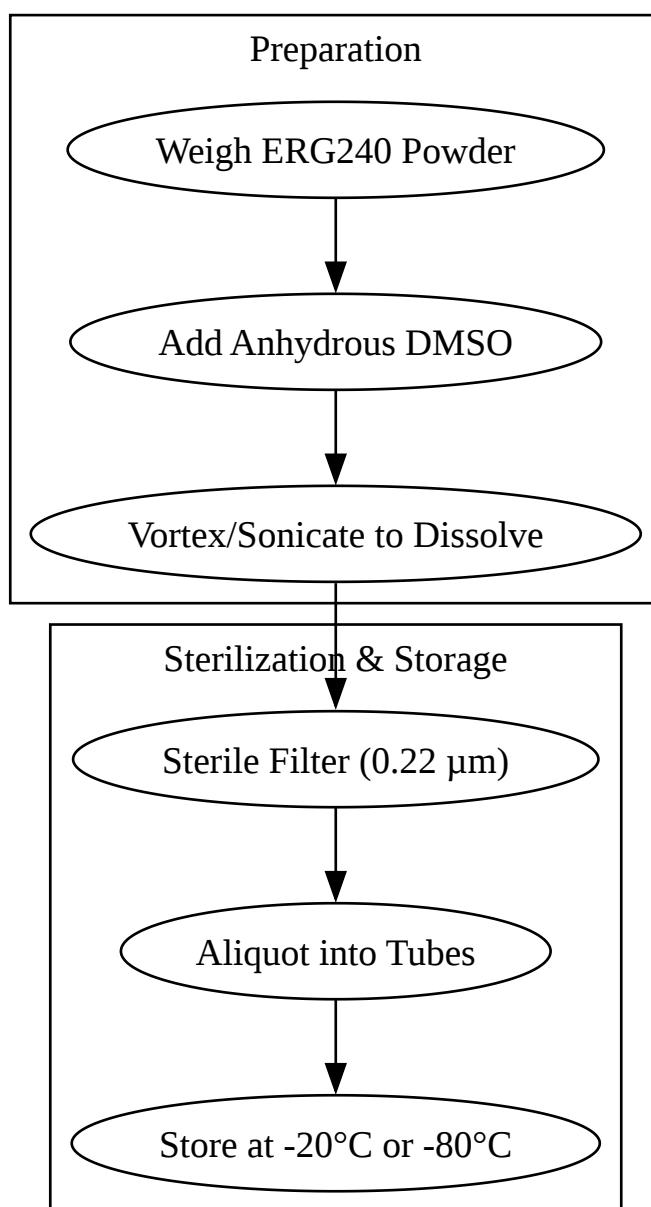 Preparation
Weigh ERG240 Powder
Add Anhydrous DMSO
Vortex/Sonicate to Dissolve
Sterilization & Storage
Sterile Filter (0.22 µm)
Aliquot into Tubes
Store at -20°C or -80°C